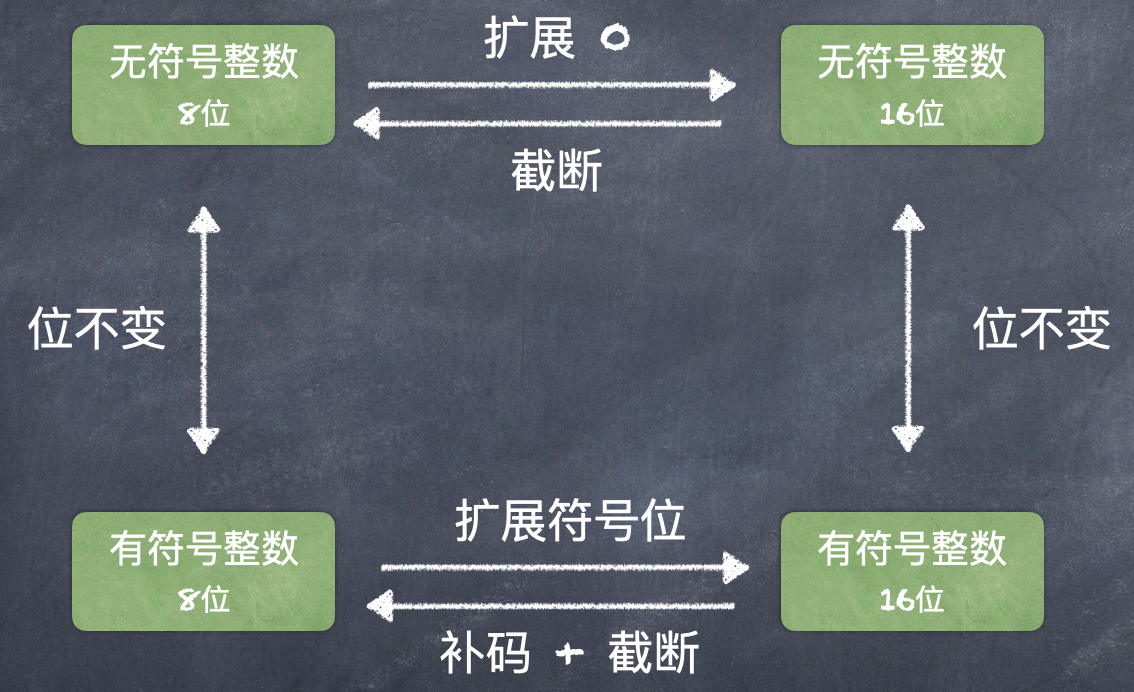 扩展 0
无符号整数
8位
无符号整数
16位
截断
位不变
位不变
扩展符号位
有符号整数
8位
有符号整数
16位
补码 + 截断